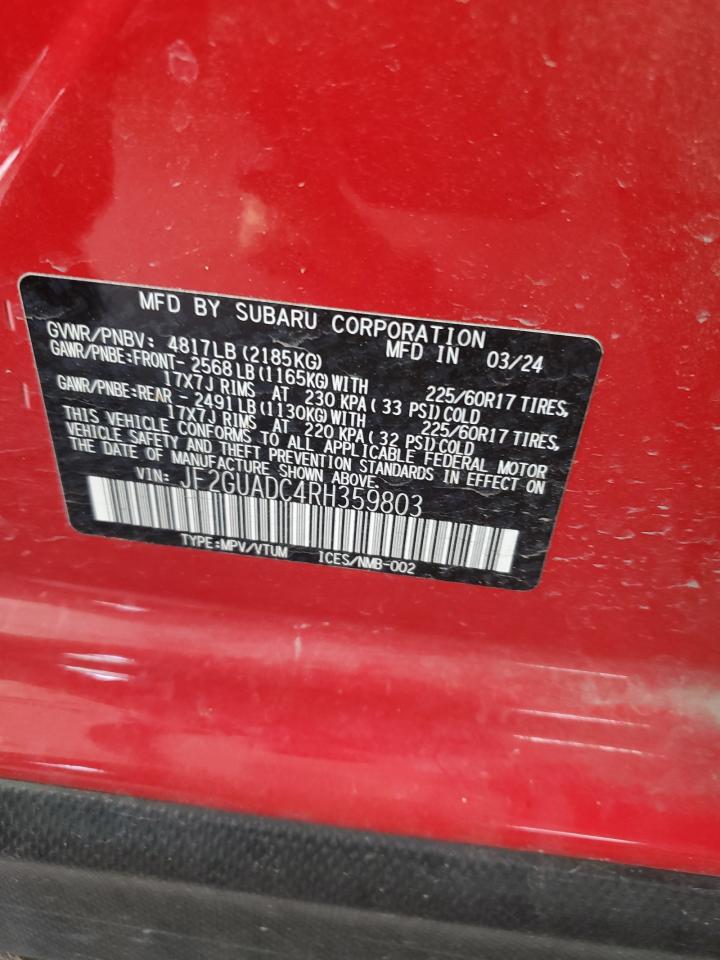 MFD BY SUBARU CORPORATION
GVWR/PNBV: 4817LB (2185KG) MFD IN 03/24
GAWR/PNBE:FRONT- 2568 LB (1165KG) WITH 225/60R17 TIRES,
17X7J RIMS AT 230 KPA ( 33 PSI) COLD
GAWR/PNBE:REAR - 2491 LB (1130KG) WITH 225/60R17 TIRES,
17X7J RIMS AT 220 KPA ( 32 PSI) COLD
THIS VEHICLE CONFORMS TO ALL APPLICABLE FEDERAL MOTOR
VEHICLE SAFETY AND THEFT PREVENTION STANDARDS IN EFFECT ON
THE DATE OF MANUFACTURE SHOWN ABOVE.
VIN: JF2GUADC4RH359803
TYPE:MPV/VTUM ICES/NMB-002